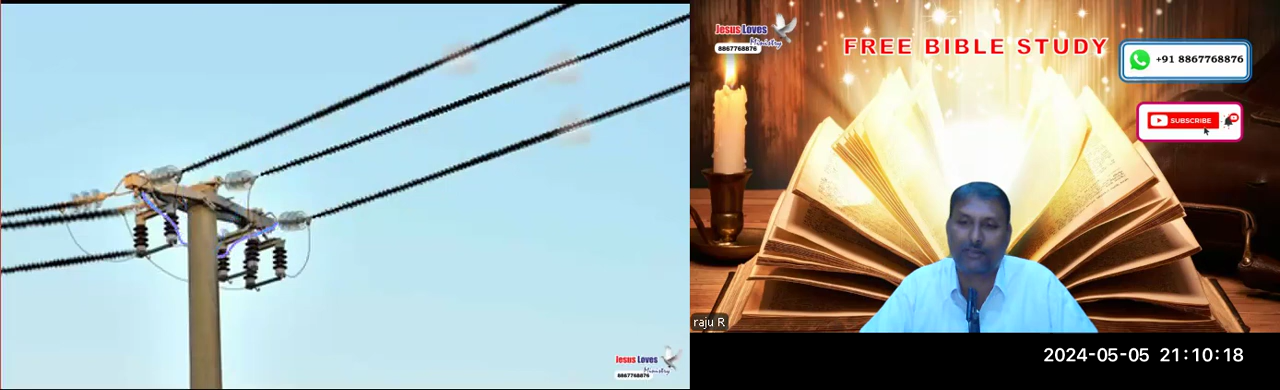 Jesus Loves
Ministry
8867768876
Jesus Loves
Ministry
8867768876
FREE BIBLE STUDY
+91 8867768876
SUBSCRIBE
raju R
2024-05-05 21:10:18